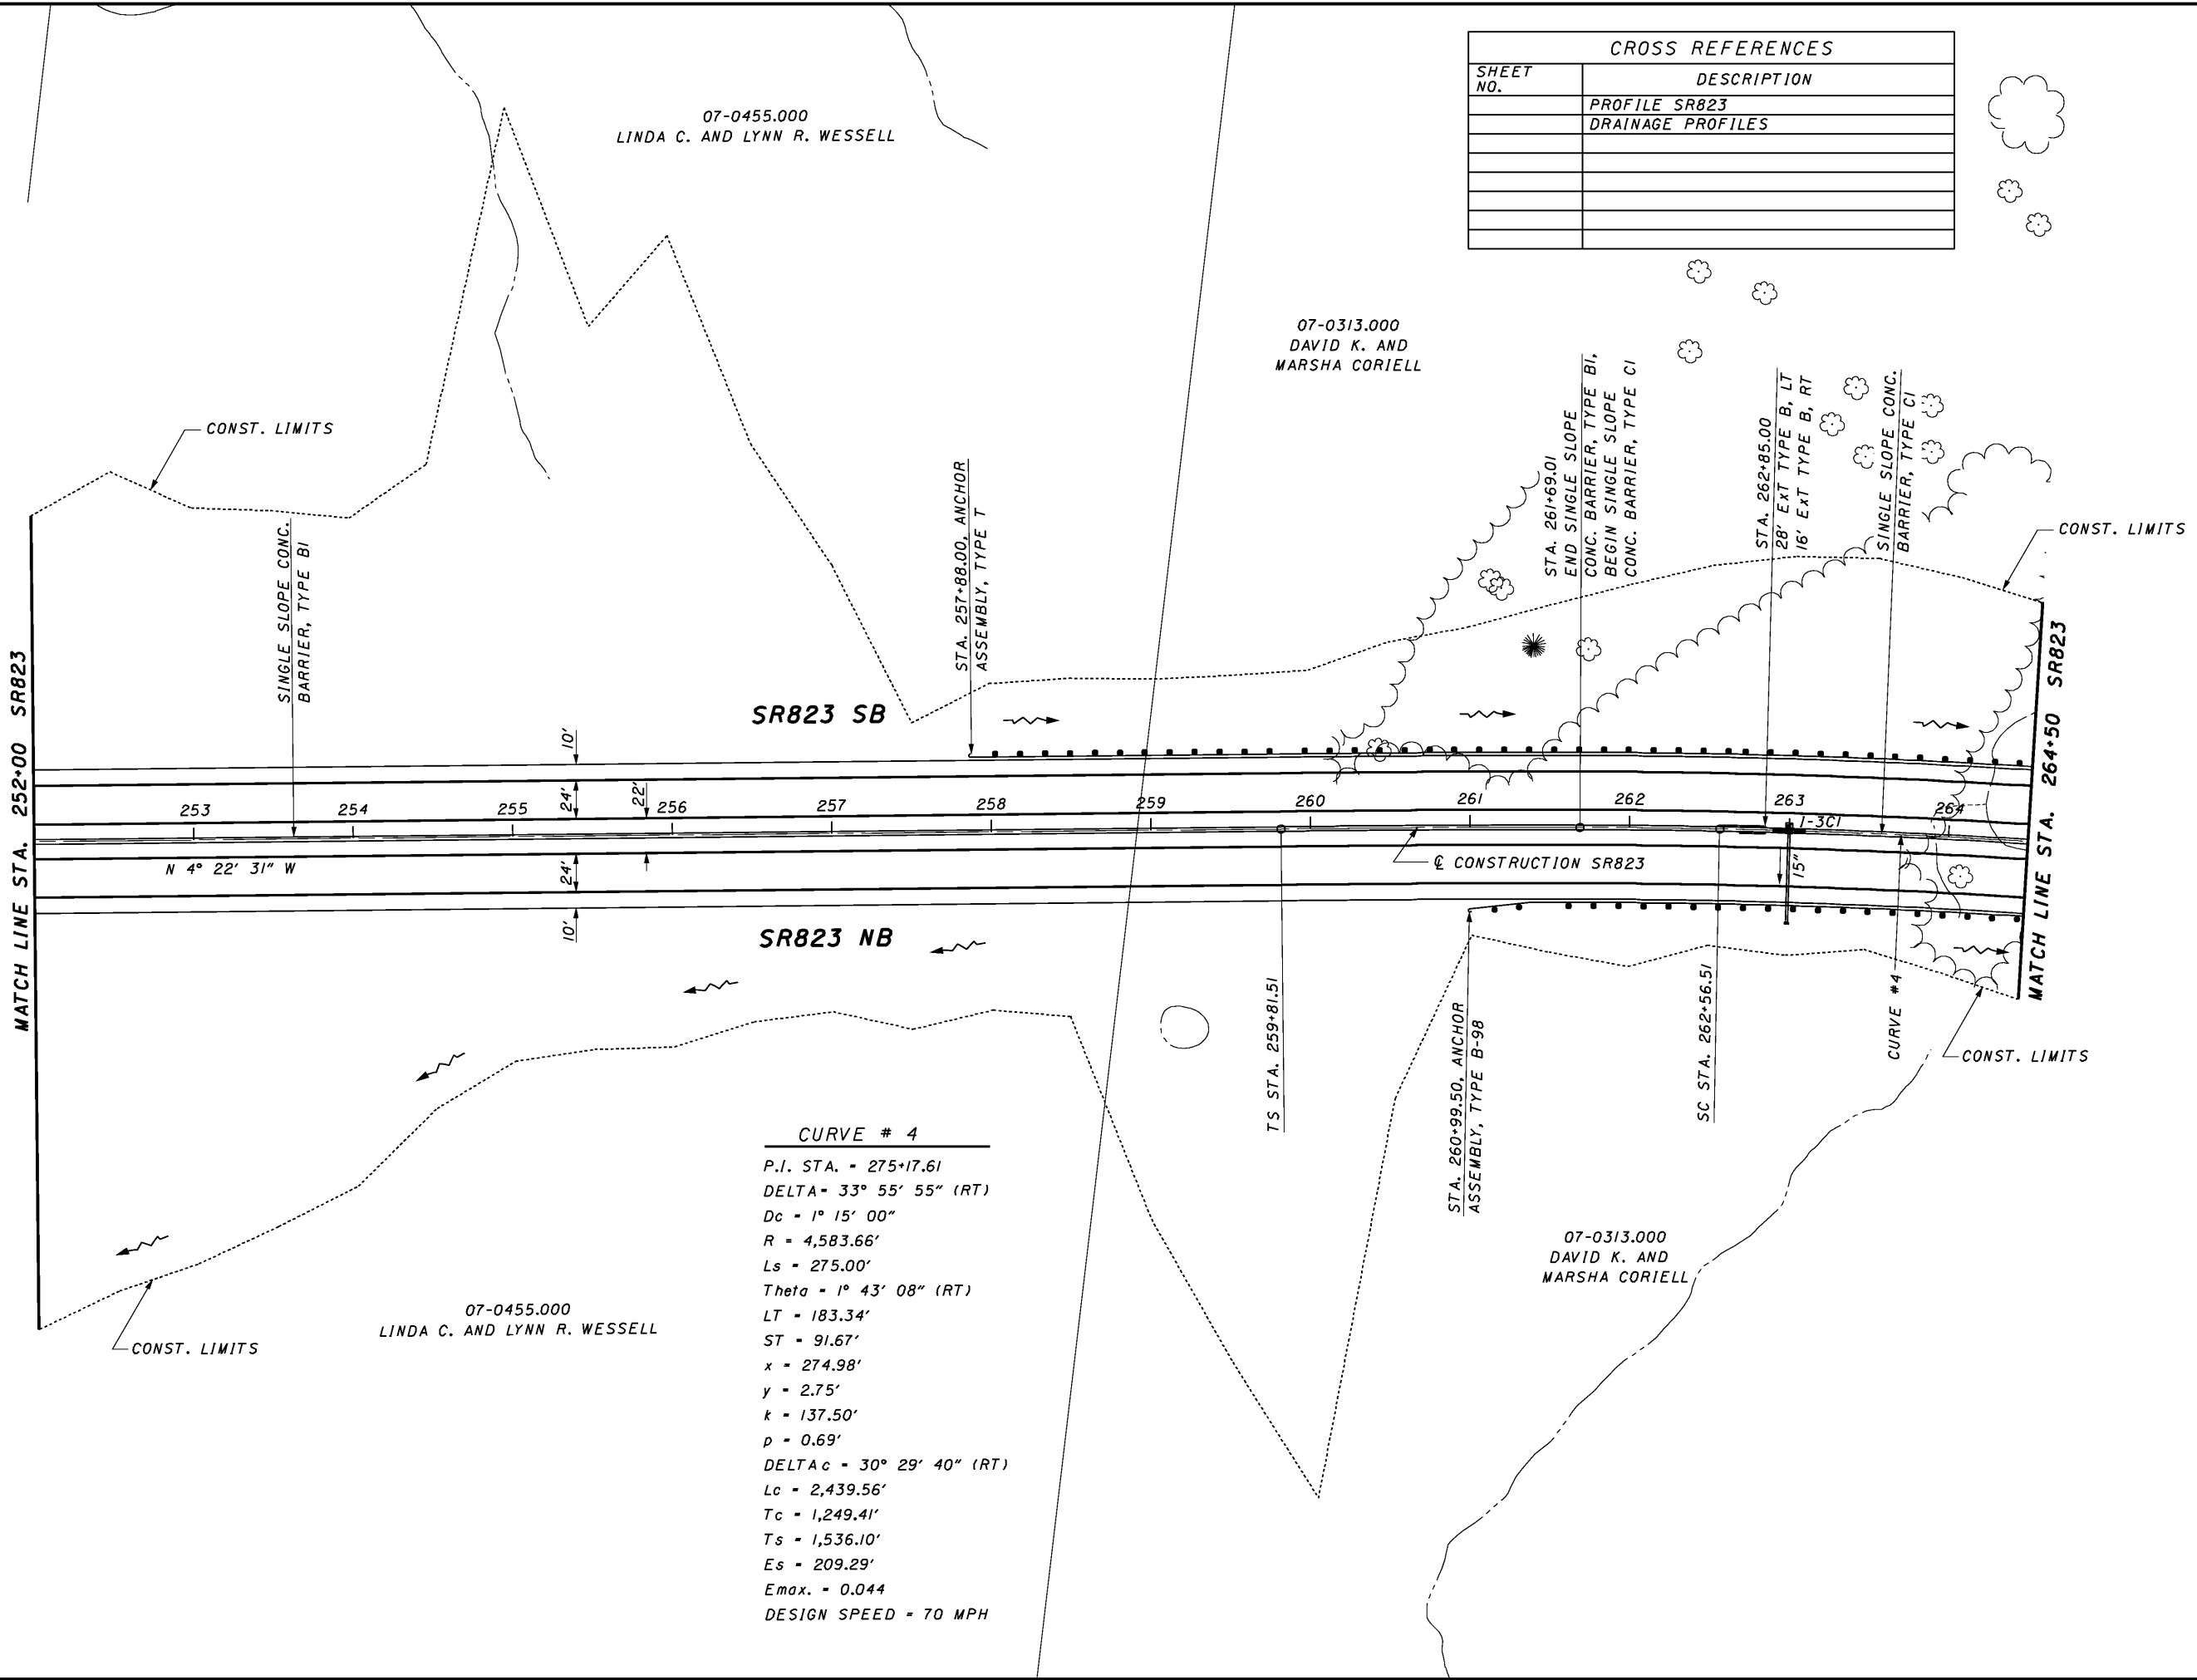 CROSS REFERENCES
SHEET NO.
DESCRIPTION
PROFILE SR823
DRAINAGE PROFILES
07-0455.000
LINDA C. AND LYNN R. WESSELL
07-0313.000
DAVID K. AND
MARSHA CORIELL
CONST. LIMITS
SINGLE SLOPE CONC.
BARRIER, TYPE B1
STA. 257+88.00, ANCHOR
ASSEMBLY, TYPE T
STA. 261+69.01
END SINGLE SLOPE
CONC. BARRIER, TYPE B1,
BEGIN SINGLE SLOPE
CONC. BARRIER, TYPE C1
STA. 262+85.00
28' ExT TYPE B, LT
16' ExT TYPE B, RT
SINGLE SLOPE CONC.
BARRIER, TYPE C1
CONST. LIMITS
MATCH LINE STA. 252+00 SR823
MATCH LINE STA. 264+50 SR823
SR823 SB
10'
24'
22'
253
254
255
256
257
258
259
260
261
262
263
264
1-3C1
N 4° 22' 31" W
24'
10'
℄ CONSTRUCTION SR823
15"
SR823 NB
TS STA. 259+81.51
STA. 260+99.50, ANCHOR
ASSEMBLY, TYPE B-98
SC STA. 262+56.51
CURVE #4
CONST. LIMITS
CURVE # 4
P.I. STA. = 275+17.61
DELTA= 33° 55' 55" (RT)
Dc = 1° 15' 00"
R = 4,583.66'
Ls = 275.00'
Theta = 1° 43' 08" (RT)
LT = 183.34'
ST = 91.67'
x = 274.98'
y = 2.75'
k = 137.50'
p = 0.69'
DELTAc = 30° 29' 40" (RT)
Lc = 2,439.56'
Tc = 1,249.41'
Ts = 1,536.10'
Es = 209.29'
Emax. = 0.044
DESIGN SPEED = 70 MPH
07-0313.000
DAVID K. AND
MARSHA CORIELL
07-0455.000
LINDA C. AND LYNN R. WESSELL
CONST. LIMITS